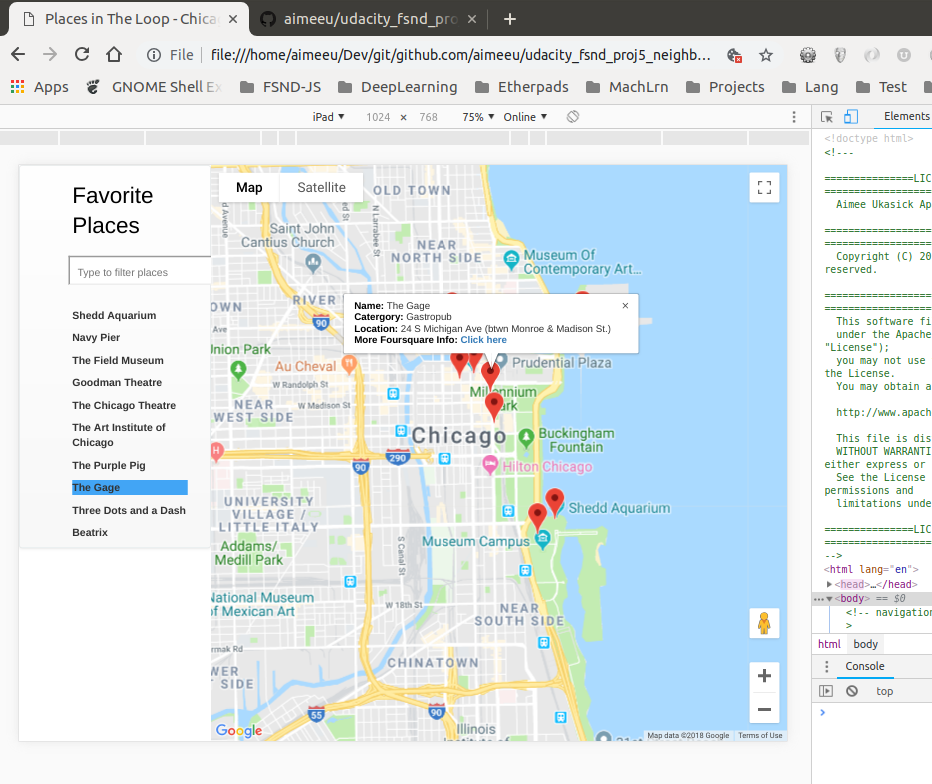 Places in The Loop - Chica
aimeeu/udacity_fsnd_pro
File
file:///home/aimeeu/Dev/git/github.com/aimeeu/udacity_fsnd_proj5_neighb...
Apps
GNOME Shell Ex
FSND-JS
DeepLearning
Etherpads
MachLrn
Projects
Lang
Test
iPad
1024
×
768
75%
Online
Elements
Favorite
Places
Type to filter places
Shedd Aquarium
Navy Pier
The Field Museum
Goodman Theatre
The Chicago Theatre
The Art Institute of
Chicago
The Purple Pig
The Gage
Three Dots and a Dash
Beatrix
Map
Satellite
OLD TOWN
N Larrabee St
Saint John
Cantius Church
NEAR
NORTH SIDE
Museum Of
Contemporary Art...
RIVER
90
Name: The Gage
Catergory: Gastropub
Location: 24 S Michigan Ave (btwn Monroe & Madison St.)
More Foursquare Info: Click here
Union Park
Au Cheval
Prudential Plaza
W Randolph St
Millennium
Park
W Madison St
NEAR
WEST SIDE
Chicago
Buckingham
Fountain
290
90
Hilton Chicago
UNIVERSITY
VILLAGE /
LITTLE ITALY
Shedd Aquarium
Museum Campus
Addams/
Medill Park
S Canal St
National Museum
of Mexican Art
W 18th St
NEAR
SOUTH SIDE
rmak Rd
CHINATOWN
WER
T SIDE
55
90
Illinois
Institute of
31st
Google
Map data ©2018 Google
Terms of Use
<!doctype html>
<!---
===============LIC
Aimee Ukasick Ap
Copyright (C) 20
reserved.
This software fi
under the Apache
"License");
you may not use
the License.
You may obtain a
http://www.apach
This file is dis
WITHOUT WARRANTI
either express or
See the License
permissions and
limitations unde
===============LIC
-->
<html lang="en">
<head>…</head>
<body> == $0
<!-- navigation
>
html
body
Console
top